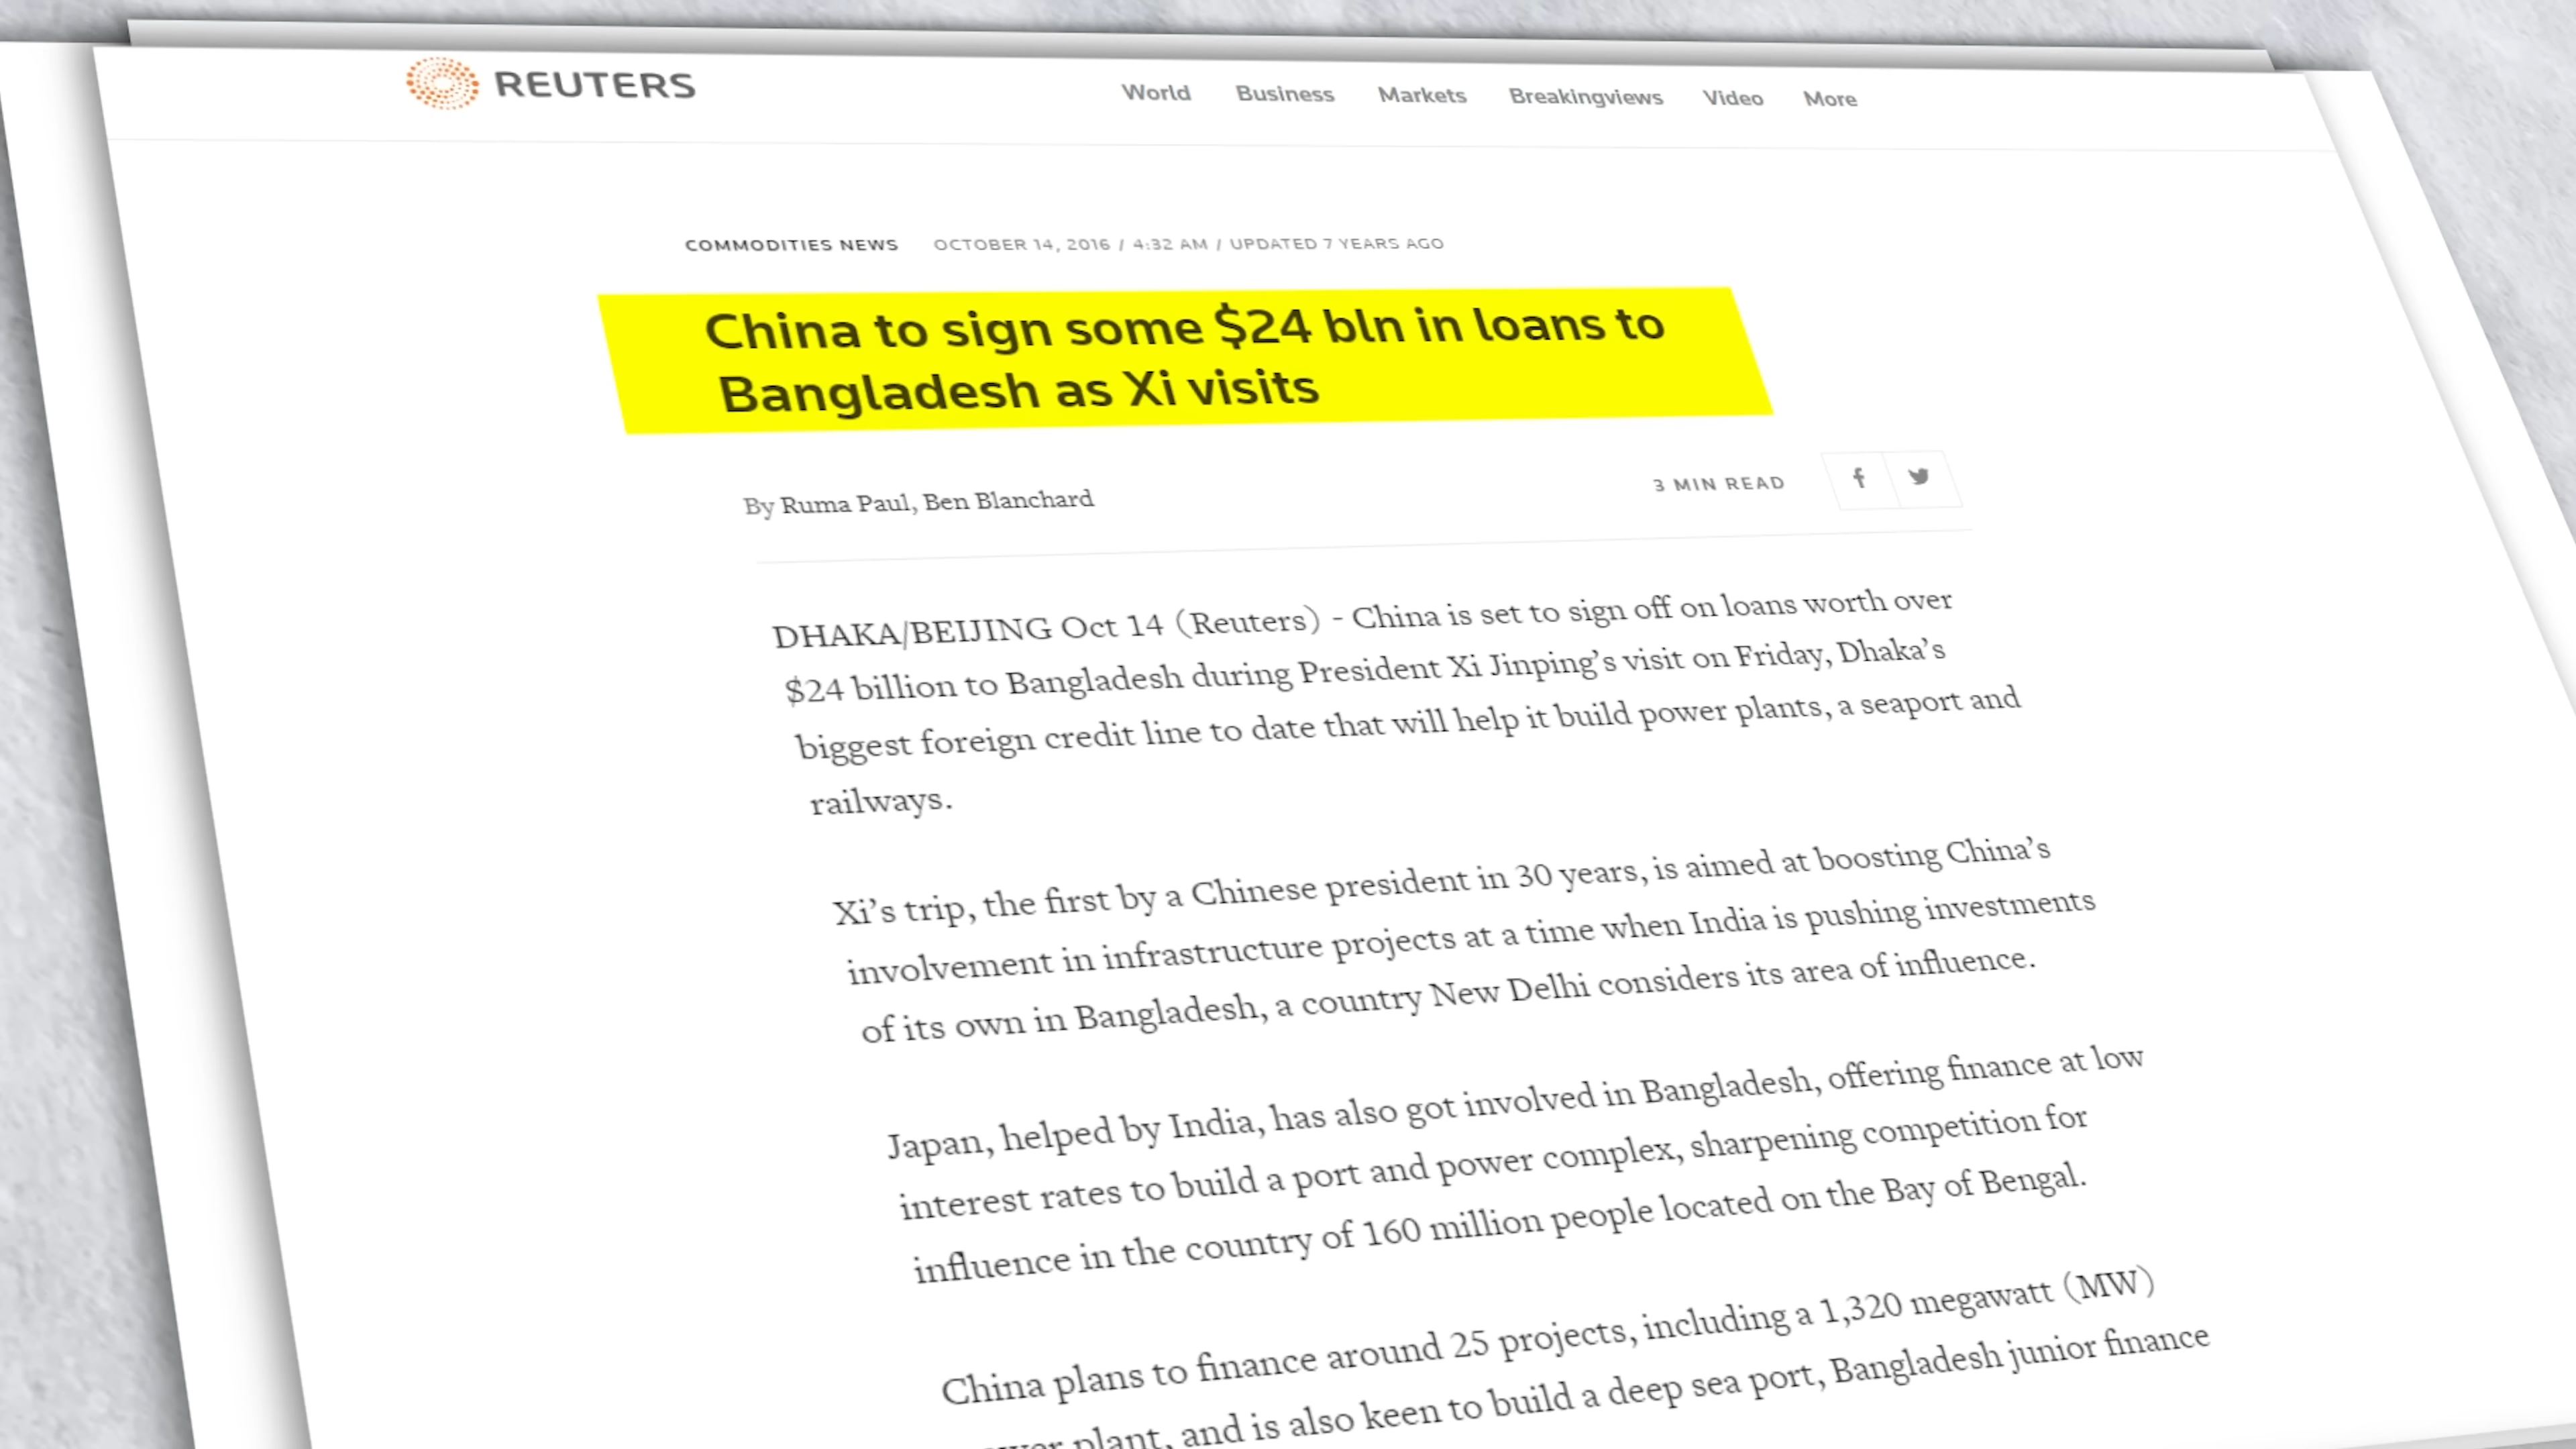 REUTERS
World Business Markets Breakingviews Video More
COMMODITIES NEWS OCTOBER 14, 2016 / 4:32 AM / UPDATED 7 YEARS AGO
China to sign some $24 bln in loans to
Bangladesh as Xi visits
By Ruma Paul, Ben Blanchard
3 MIN READ
DHAKA/BEIJING Oct 14 (Reuters) - China is set to sign off on loans worth over
$24 billion to Bangladesh during President Xi Jinping’s visit on Friday, Dhaka’s
biggest foreign credit line to date that will help it build power plants, a seaport and
railways.
Xi’s trip, the first by a Chinese president in 30 years, is aimed at boosting China’s
involvement in infrastructure projects at a time when India is pushing investments
of its own in Bangladesh, a country New Delhi considers its area of influence.
Japan, helped by India, has also got involved in Bangladesh, offering finance at low
interest rates to build a port and power complex, sharpening competition for
influence in the country of 160 million people located on the Bay of Bengal.
China plans to finance around 25 projects, including a 1,320 megawatt (MW)
plant, and is also keen to build a deep sea port, Bangladesh junior finance